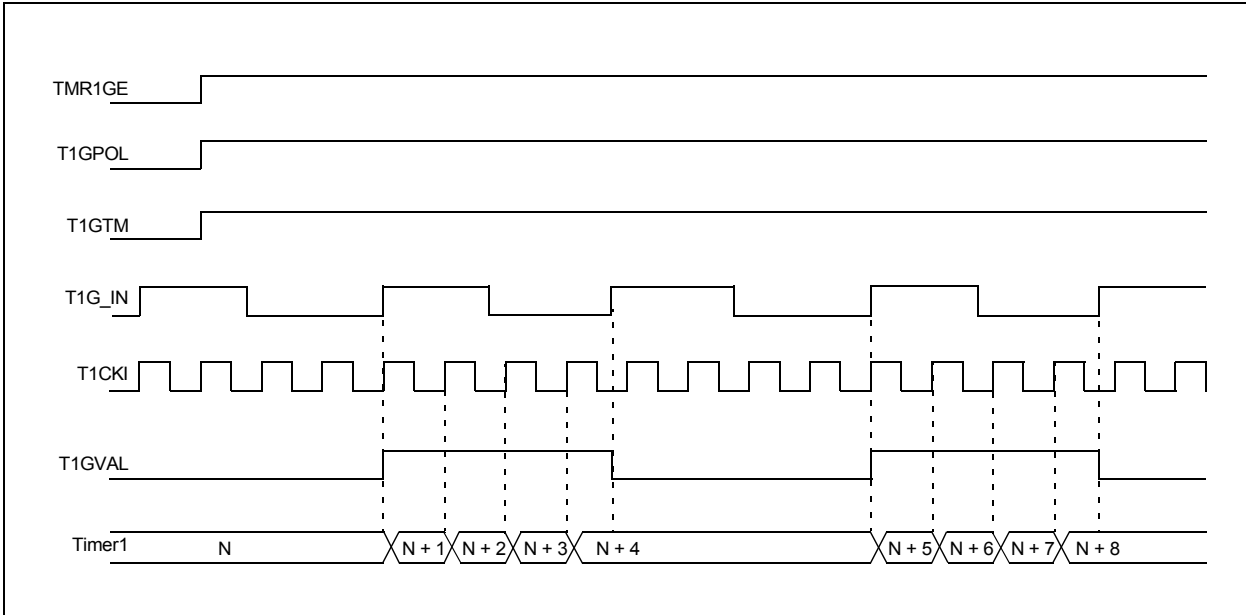 TMR1GE
T1GPOL
T1GTM
T1G_IN
T1CKI
T1GVAL
Timer1 N N + 1 N + 2 N + 3 N + 4 N + 5 N + 6 N + 7 N + 8